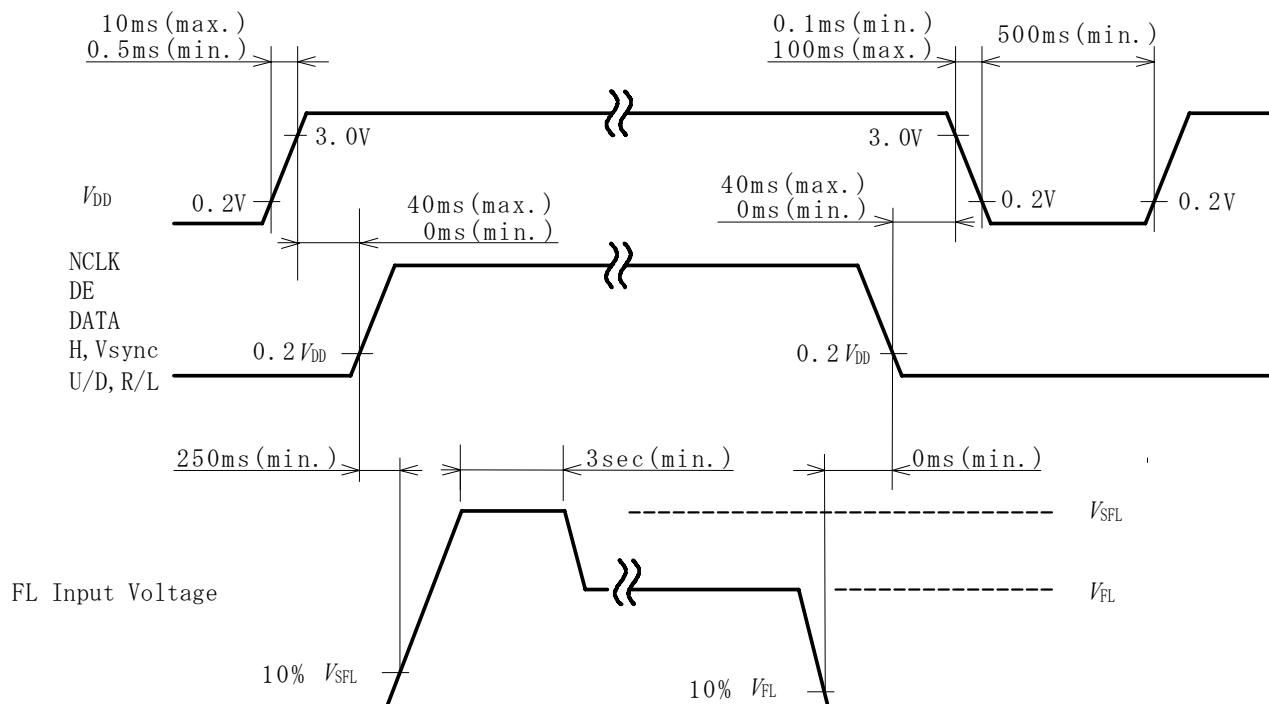 10ms(max.)
0.5ms(min.)
0.1ms(min.)
100ms(max.)
500ms(min.)
3.0V
3.0V
VDD
0.2V
0.2V
0.2V
40ms(max.)
0ms(min.)
40ms(max.)
0ms(min.)
NCLK
DE
DATA
H,Vsync
U/D,R/L
0.2VDD
0.2VDD
250ms(min.)
3sec(min.)
0ms(min.)
VSFL
FL Input Voltage
VFL
10% VSFL
10% VFL